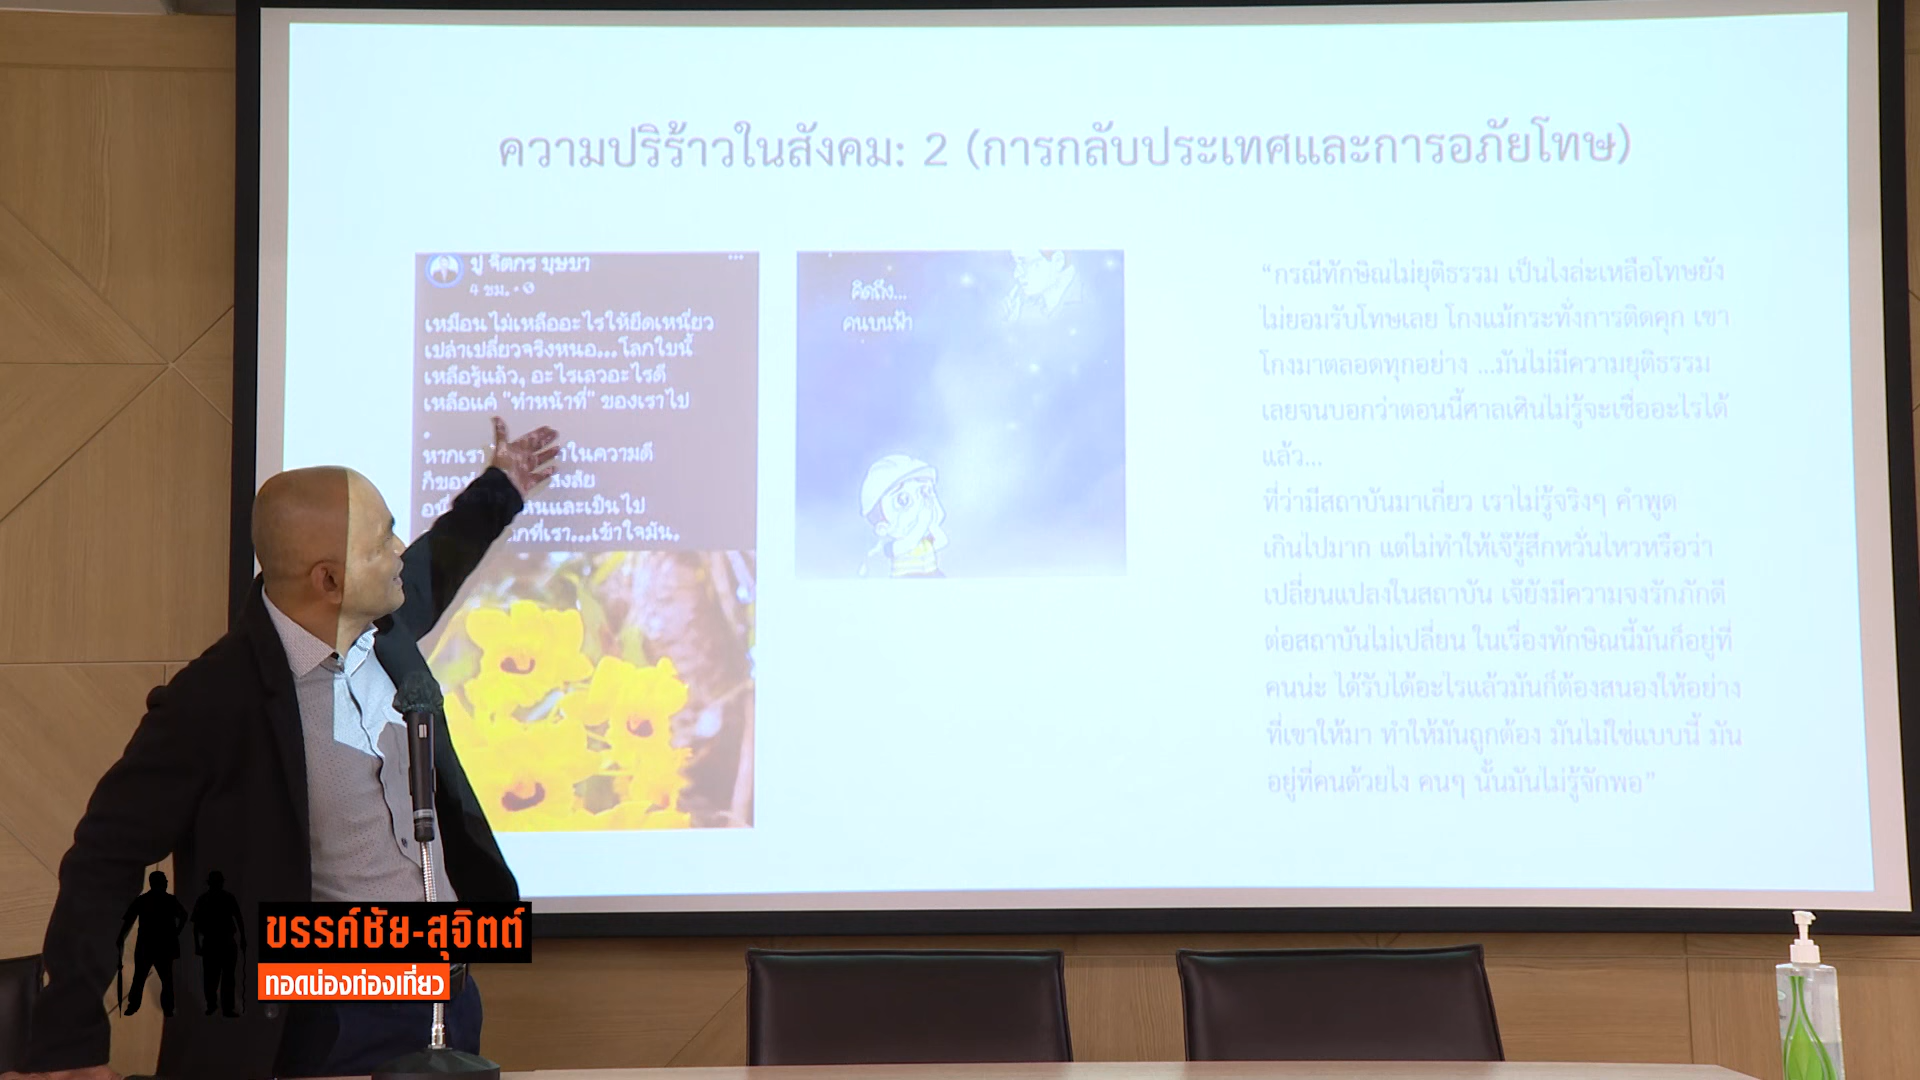 ความปริร้าวในสังคม: 2 (การกลับประเทศและการอภัยโทษ)
ปู จิตกร บุษบา
4 ชม.
เหมือนไม่เหลืออะไรให้ยึดเหนี่ยว
เปล่าเปลี่ยวจริงหนอ...โลกใบนี้
เหลือรู้แล้ว, อะไรเลวอะไรดี
เหลือแค่ "ทำหน้าที่" ของเราไป
.
หากเรา ในความดี
ก็ขอ สงสัย
และเป็นไป
ที่เรา...เข้าใจมัน.
คิดถึง...
คนบนฟ้า
“กรณีทักษิณไม่ยุติธรรม เป็นไงล่ะเหลือโทษยัง
ไม่ยอมรับโทษเลย โกงแม้กระทั่งการติดคุก เขา
โกงมาตลอดทุกอย่าง ...มันไม่มีความยุติธรรม
เลยจนบอกว่าตอนนี้ศาลเศินไม่รู้จะเชื่ออะไรได้
แล้ว...
ที่ว่ามีสถาบันมาเกี่ยว เราไม่รู้จริงๆ คำพูด
เกินไปมาก แต่ไม่ทำให้เจ๊รู้สึกหวั่นไหวหรือว่า
เปลี่ยนแปลงในสถาบัน เจ๊ยังมีความจงรักภักดี
ต่อสถาบันไม่เปลี่ยน ในเรื่องทักษิณนี้มันก็อยู่ที่
คนน่ะ ได้รับได้อะไรแล้วมันก็ต้องสนองให้อย่าง
ที่เขาให้มา ทำให้มันถูกต้อง มันไม่ใช่แบบนี้ มัน
อยู่ที่คนด้วยไง คนๆ นั้นมันไม่รู้จักพอ”
ขรรค์ชัย-สุจิตต์
ทอดน่องท่องเที่ยว